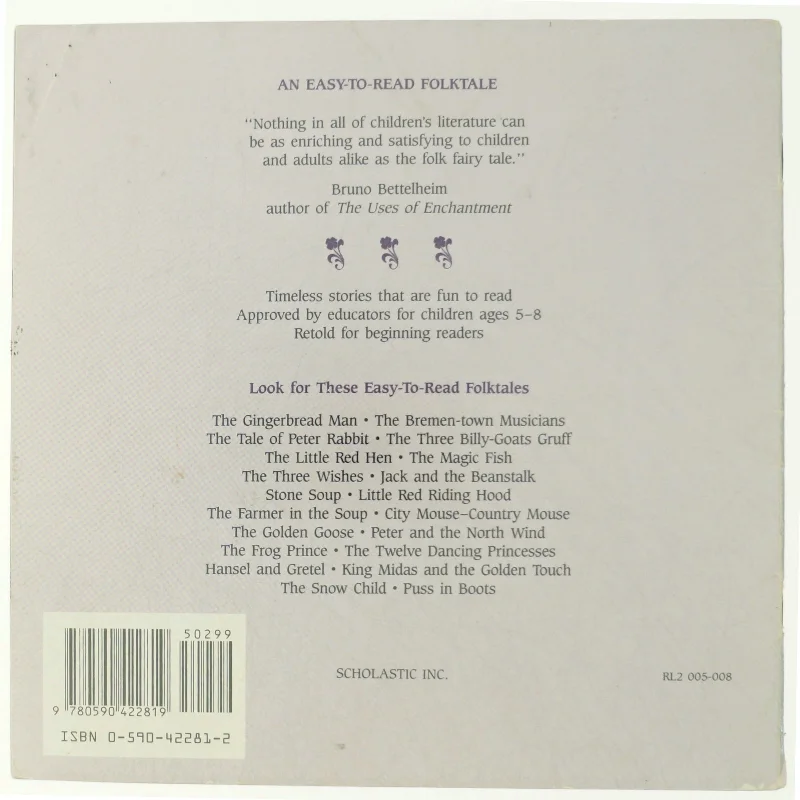 AN EASY-TO-READ FOLKTALE
“Nothing in all of children's literature can
be as enriching and satisfying to children
and adults alike as the folk fairy tale.”
Bruno Bettelheim
author of The Uses of Enchantment
Timeless stories that are fun to read
Approved by educators for children ages 5–8
Retold for beginning readers
Look for These Easy-To-Read Folktales
The Gingerbread Man • The Bremen-town Musicians
The Tale of Peter Rabbit • The Three Billy-Goats Gruff
The Little Red Hen • The Magic Fish
The Three Wishes • Jack and the Beanstalk
Stone Soup • Little Red Riding Hood
The Farmer in the Soup • City Mouse–Country Mouse
The Golden Goose • Peter and the North Wind
The Frog Prince • The Twelve Dancing Princesses
Hansel and Gretel • King Midas and the Golden Touch
The Snow Child • Puss in Boots
50299
9 780590 422819
ISBN 0-590-42281-2
SCHOLASTIC INC.
RL2 005-008